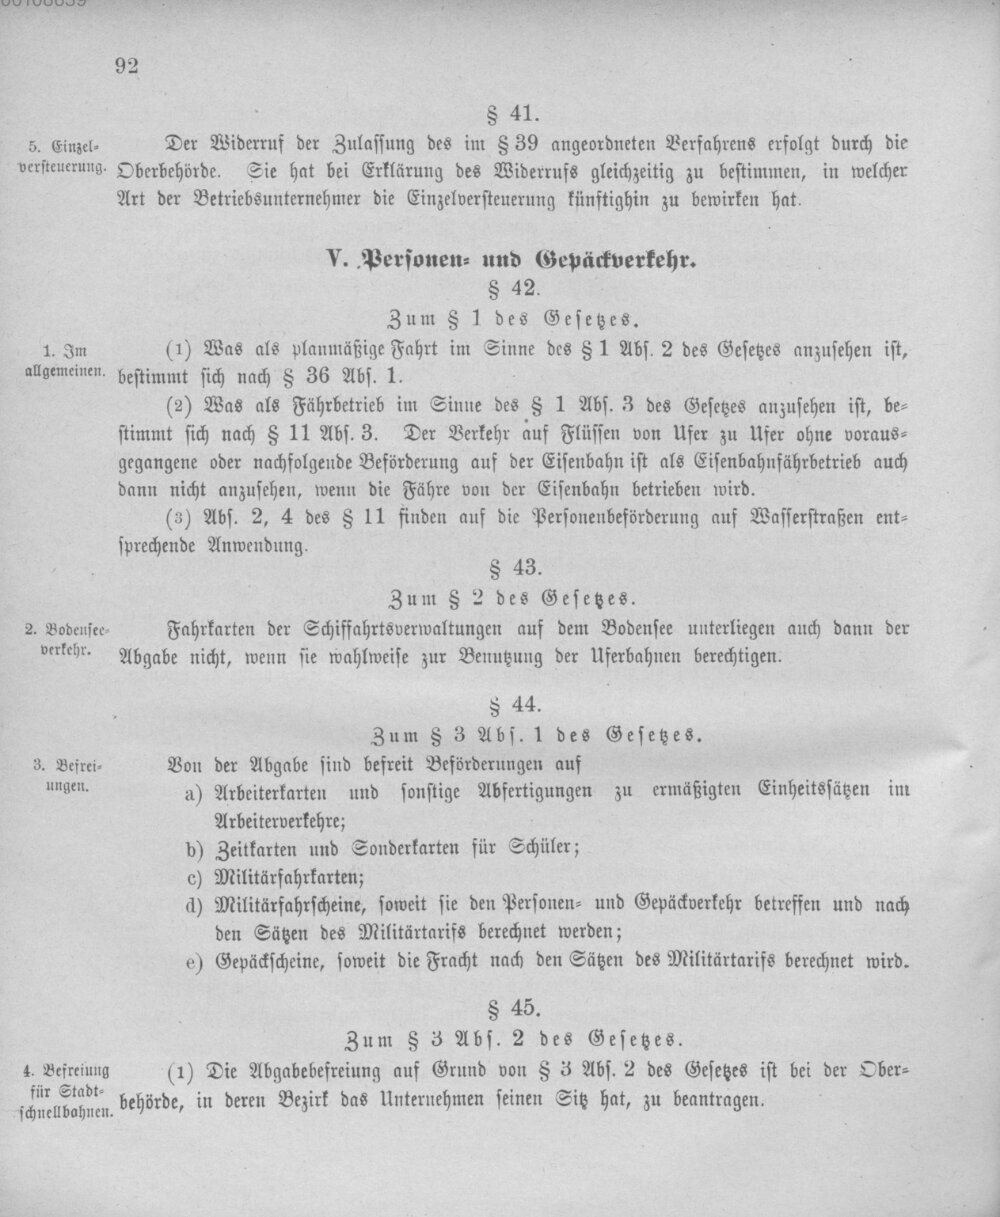 92
§ 41.
5. Einzel-
versteuerung.
Der Widerruf der Zulassung des im § 39 angeordneten Verfahrens erfolgt durch die
Oberbehörde. Sie hat bei Erklärung des Widerrufs gleichzeitig zu bestimmen, in welcher
Art der Betriebsunternehmer die Einzelversteuerung künftighin zu bewirken hat.
V. Personen- und Gepäckverkehr.
§ 42.
Zum § 1 des Gesetzes.
1. Im
allgemeinen.
(1) Was als planmäßige Fahrt im Sinne des § 1 Abs. 2 des Gesetzes anzusehen ist,
bestimmt sich nach § 36 Abs. 1.
(2) Was als Fährbetrieb im Sinne des § 1 Abs. 3 des Gesetzes anzusehen ist, be-
stimmt sich nach § 11 Abs. 3. Der Verkehr auf Flüssen von Ufer zu Ufer ohne voraus-
gegangene oder nachfolgende Beförderung auf der Eisenbahn ist als Eisenbahnfährbetrieb auch
dann nicht anzusehen, wenn die Fähre von der Eisenbahn betrieben wird.
(3) Abs. 2, 4 des § 11 finden auf die Personenbeförderung auf Wasserstraßen ent-
sprechende Anwendung.
§ 43.
Zum § 2 des Gesetzes.
2. Bodensee-
verkehr.
Fahrkarten der Schiffahrtsverwaltungen auf dem Bodensee unterliegen auch dann der
Abgabe nicht, wenn sie wahlweise zur Benutzung der Uferbahnen berechtigen.
§ 44.
Zum § 3 Abs. 1 des Gesetzes.
3. Befrei-
ungen.
Von der Abgabe sind befreit Beförderungen auf
a) Arbeiterkarten und sonstige Abfertigungen zu ermäßigten Einheitssätzen im
Arbeiterverkehre;
b) Zeitkarten und Sonderkarten für Schüler;
c) Militärfahrkarten;
d) Militärfahrscheine, soweit sie den Personen- und Gepäckverkehr betreffen und nach
den Sätzen des Militärtarifs berechnet werden;
e) Gepäckscheine, soweit die Fracht nach den Sätzen des Militärtarifs berechnet wird.
§ 45.
Zum § 3 Abs. 2 des Gesetzes.
4. Befreiung
für Stadt-
schnellbahnen.
(1) Die Abgabebefreiung auf Grund von § 3 Abs. 2 des Gesetzes ist bei der Ober-
behörde, in deren Bezirk das Unternehmen seinen Sitz hat, zu beantragen.